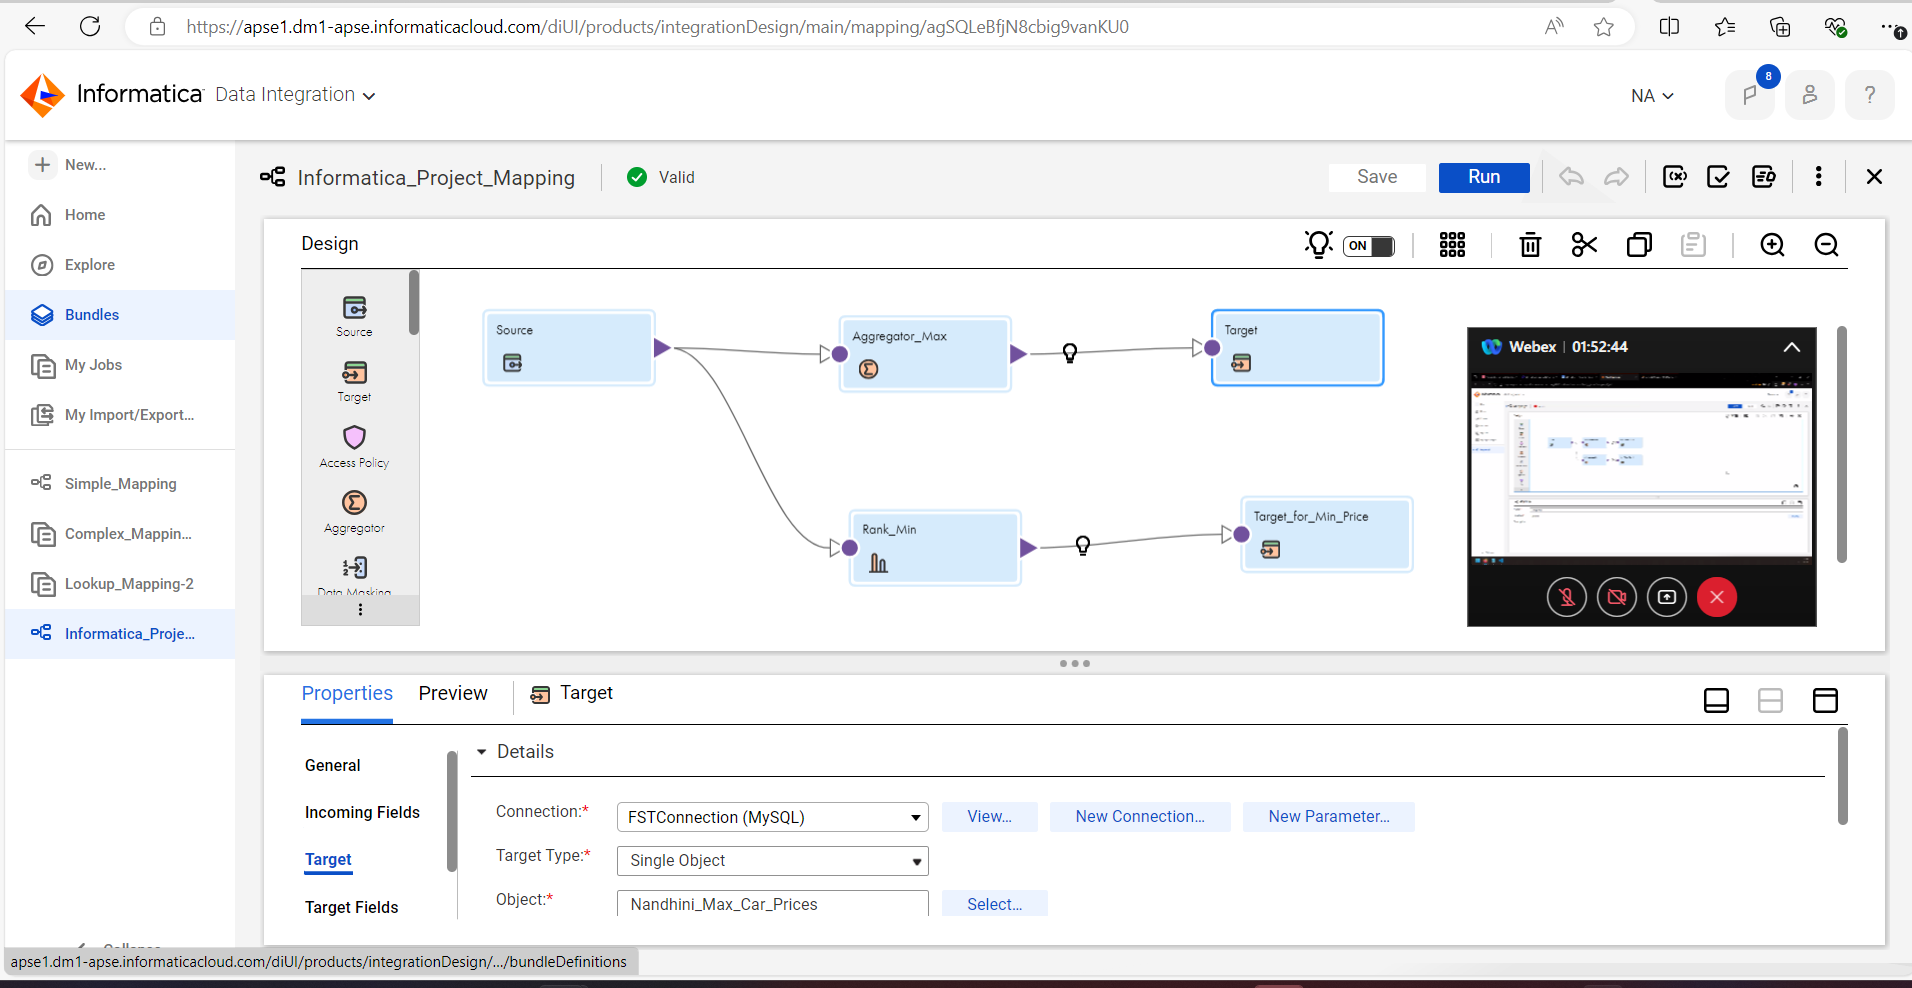 https://apse1.dm1-apse.informaticacloud.com/diUI/products/integrationDesign/main/mapping/agSQLeBfjN8cbig9vanKU0
Informatica Data Integration
NA
8
?
New...
Home
Explore
Bundles
My Jobs
My Import/Export...
Simple_Mapping
Complex_Mappin...
Lookup_Mapping-2
Informatica_Proje...
Informatica_Project_Mapping
Valid
Save
Run
Design
ON
Source
Target
Access Policy
Aggregator
Data Masking
Source
Aggregator_Max
Target
Rank_Min
Target_for_Min_Price
Webex | 01:52:44
Properties
Preview
Target
General
Incoming Fields
Target
Target Fields
Details
Connection:*
FSTConnection (MySQL)
View...
New Connection...
New Parameter...
Target Type:*
Single Object
Object:*
Nandhini_Max_Car_Prices
Select...
Collapse
apse1.dm1-apse.informaticacloud.com/diUI/products/integrationDesign/.../bundleDefinitions